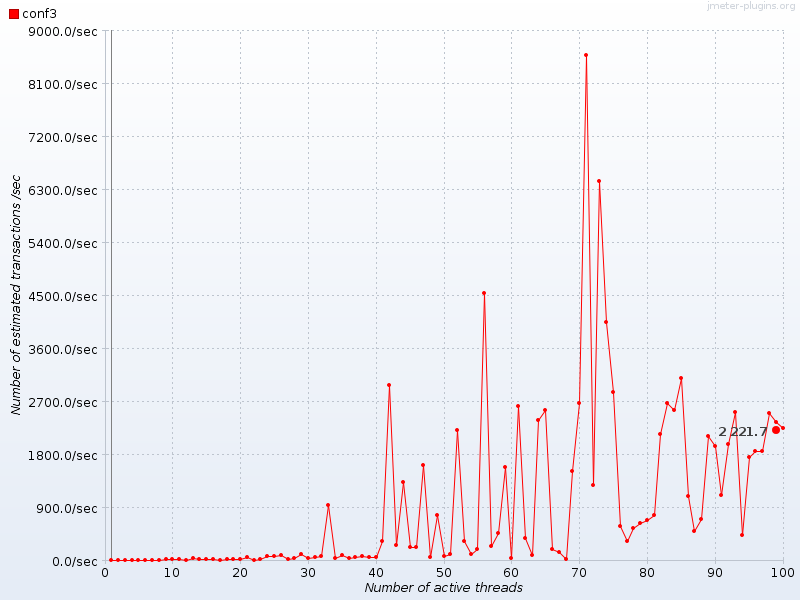 jmeter-plugins.org
conf3
9000.0/sec
8100.0/sec
7200.0/sec
6300.0/sec
5400.0/sec
4500.0/sec
3600.0/sec
2700.0/sec
1800.0/sec
900.0/sec
0.0/sec
Number of estimated transactions /sec
2 221.7
0 10 20 30 40 50 60 70 80 90 100
Number of active threads